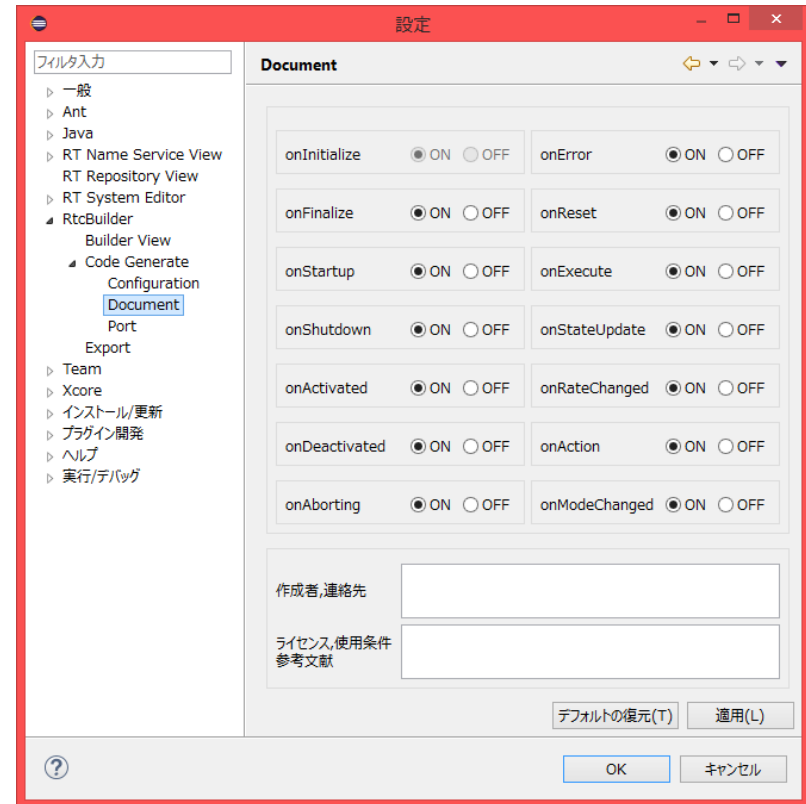 設定
フィルタ入力
一般
Ant
Java
RT Name Service View
RT Repository View
RT System Editor
RtcBuilder
Builder View
Code Generate
Configuration
Document
Port
Export
Team
Xcore
インストール/更新
プラグイン開発
ヘルプ
実行/デバッグ
Document
onInitialize ON OFF onError ON OFF
onFinalize ON OFF onReset ON OFF
onStartup ON OFF onExecute ON OFF
onShutdown ON OFF onStateUpdate ON OFF
onActivated ON OFF onRateChanged ON OFF
onDeactivated ON OFF onAction ON OFF
onAborting ON OFF onModeChanged ON OFF
作成者,連絡先
ライセンス,使用条件
参考文献
デフォルトの復元(T) 適用(L)
? OK キャンセル